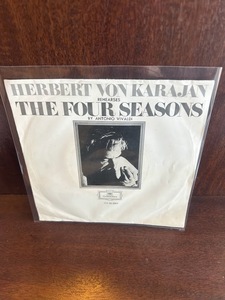 HERBERT VON KARAJAN
REHEARSES
THE FOUR SEASONS
BY ANTONIO VIVALDI